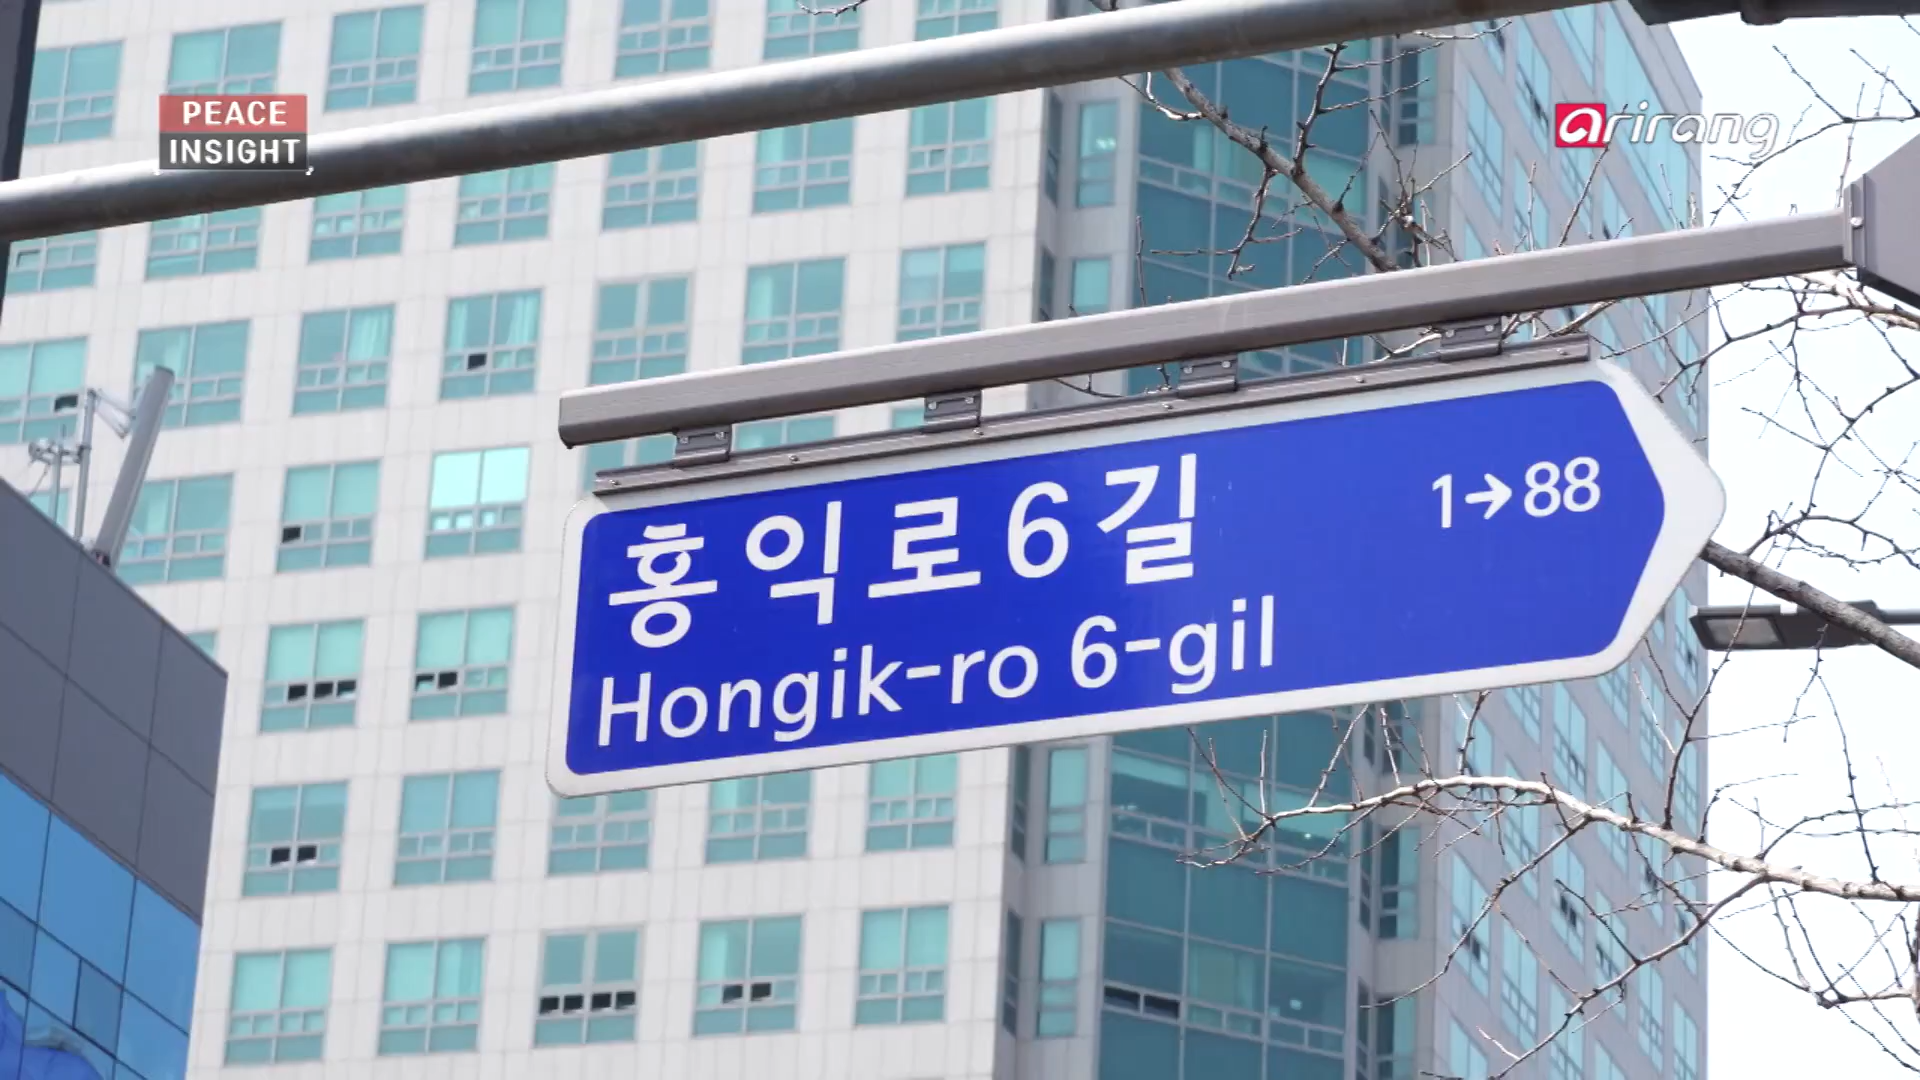 PEACE
INSIGHT
arirang
홍익로6길
1→88
Hongik-ro 6-gil